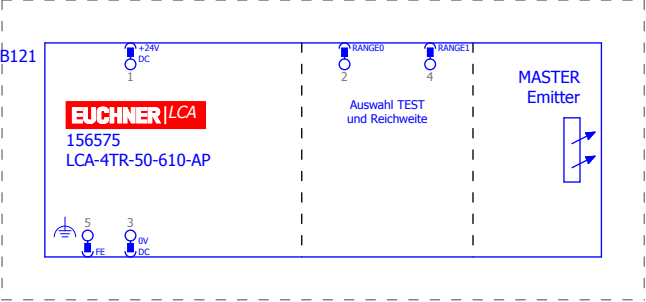 B121
+24V
DC
1
RANGE0
2
RANGE1
4
MASTER
Emitter
EUCHNER LCA
Auswahl TEST
und Reichweite
156575
LCA-4TR-50-610-AP
5
FE
3
0V
DC